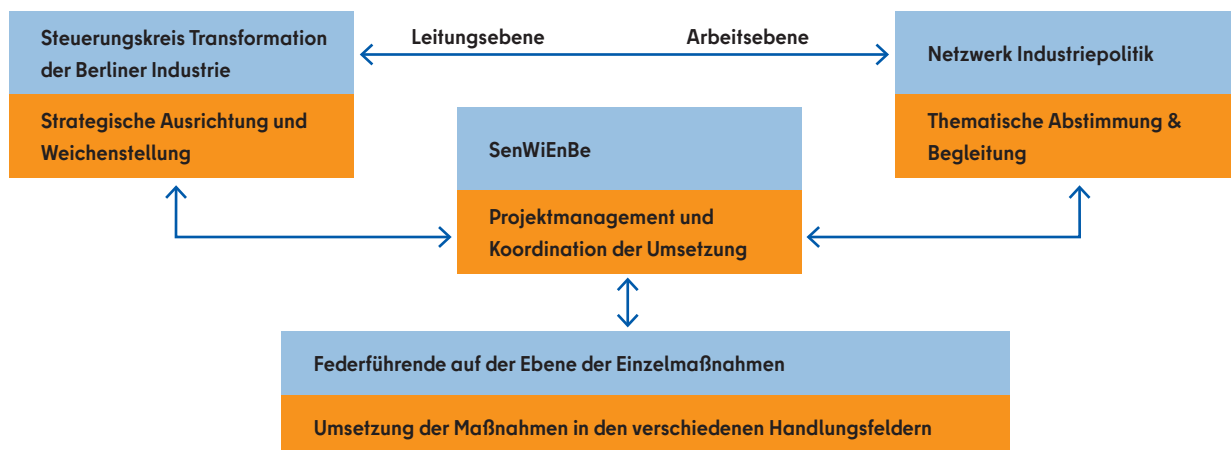 Steuerungskreis Transformation
der Berliner Industrie
Strategische Ausrichtung und
Weichenstellung
Leitungsebene
Arbeitsebene
Netzwerk Industriepolitik
Thematische Abstimmung &
Begleitung
SenWiEnBe
Projektmanagement und
Koordination der Umsetzung
Federführende auf der Ebene der Einzelmaßnahmen
Umsetzung der Maßnahmen in den verschiedenen Handlungsfeldern